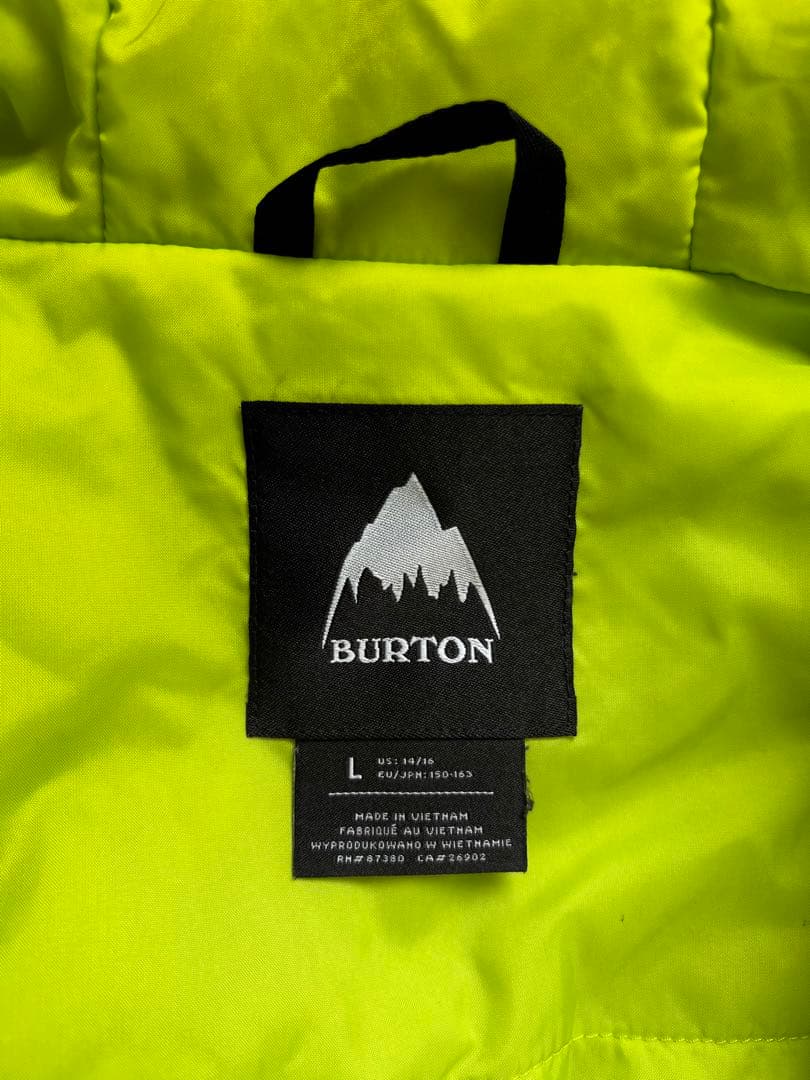 BURTON
L
US: 14/16
EU/JPN: 150-163
MADE IN VIETNAM
FABRIQUÉ AU VIETNAM
WYPRODUKOWANO W WIETNAMIE
RN# 87380 CA# 26902